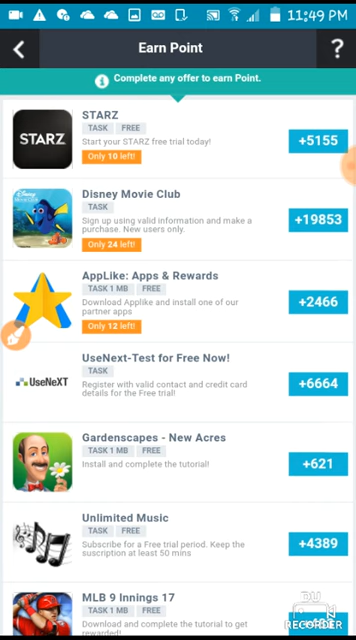 11:49 PM
Earn Point
?
Complete any offer to earn Point.
STARZ
STARZ
TASK FREE
Start your STARZ free trial today!
Only 10 left!
+5155
Disney Movie Club
TASK
Sign up using valid information and make a
purchase. New users only.
Only 24 left!
+19853
AppLike: Apps & Rewards
TASK 1 MB FREE
Download Applike and install one of our
partner apps
Only 12 left!
+2466
UseNext-Test for Free Now!
UseNeXT
TASK
Register with valid contact and credit card
details for the Free trial!
+6664
Gardenscapes - New Acres
TASK 1 MB FREE
Install and complete the tutorial!
+621
Unlimited Music
TASK FREE
Subscribe for a Free trial period. Keep the
suscription at least 50 mins
+4389
MLB 9 Innings 17
TASK 1 MB FREE
Download and complete the tutorial to get
rewarded!
DU
RECORDER